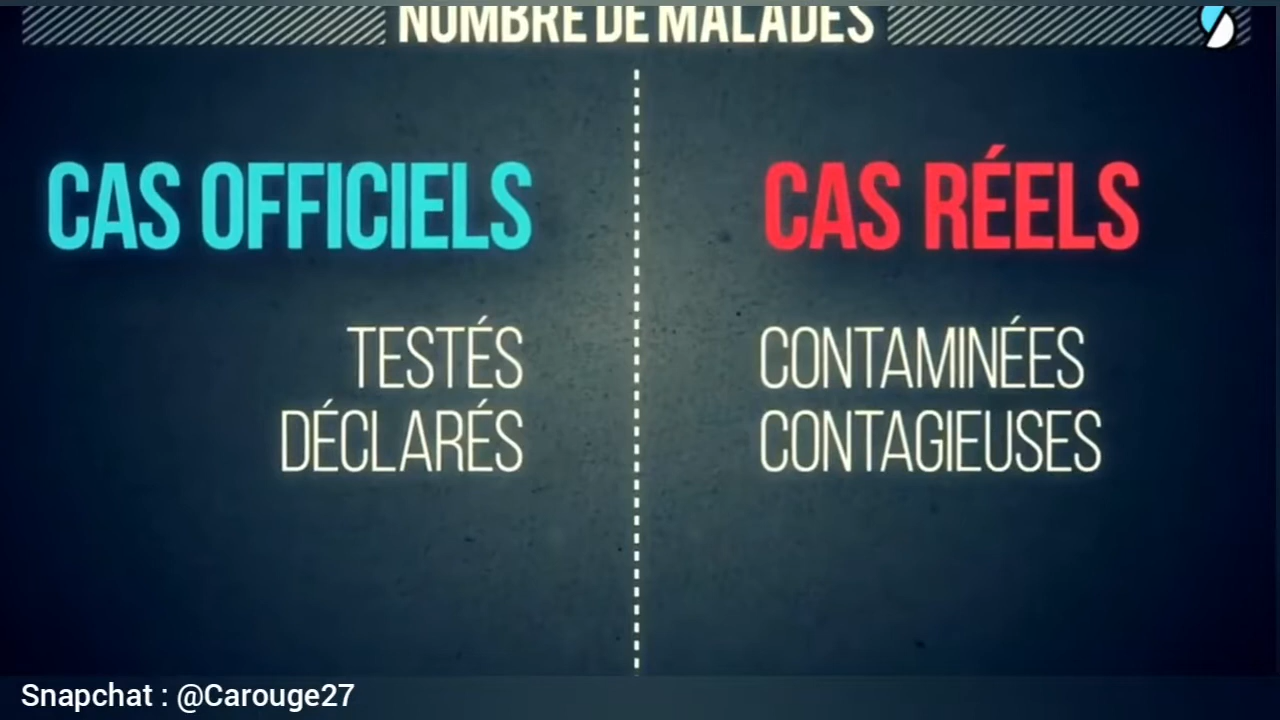 NOMBRE DE MALADES
CAS OFFICIELS
TESTÉS
DÉCLARÉS
CAS RÉELS
CONTAMINÉES
CONTAGIEUSES
Snapchat : @Carouge27